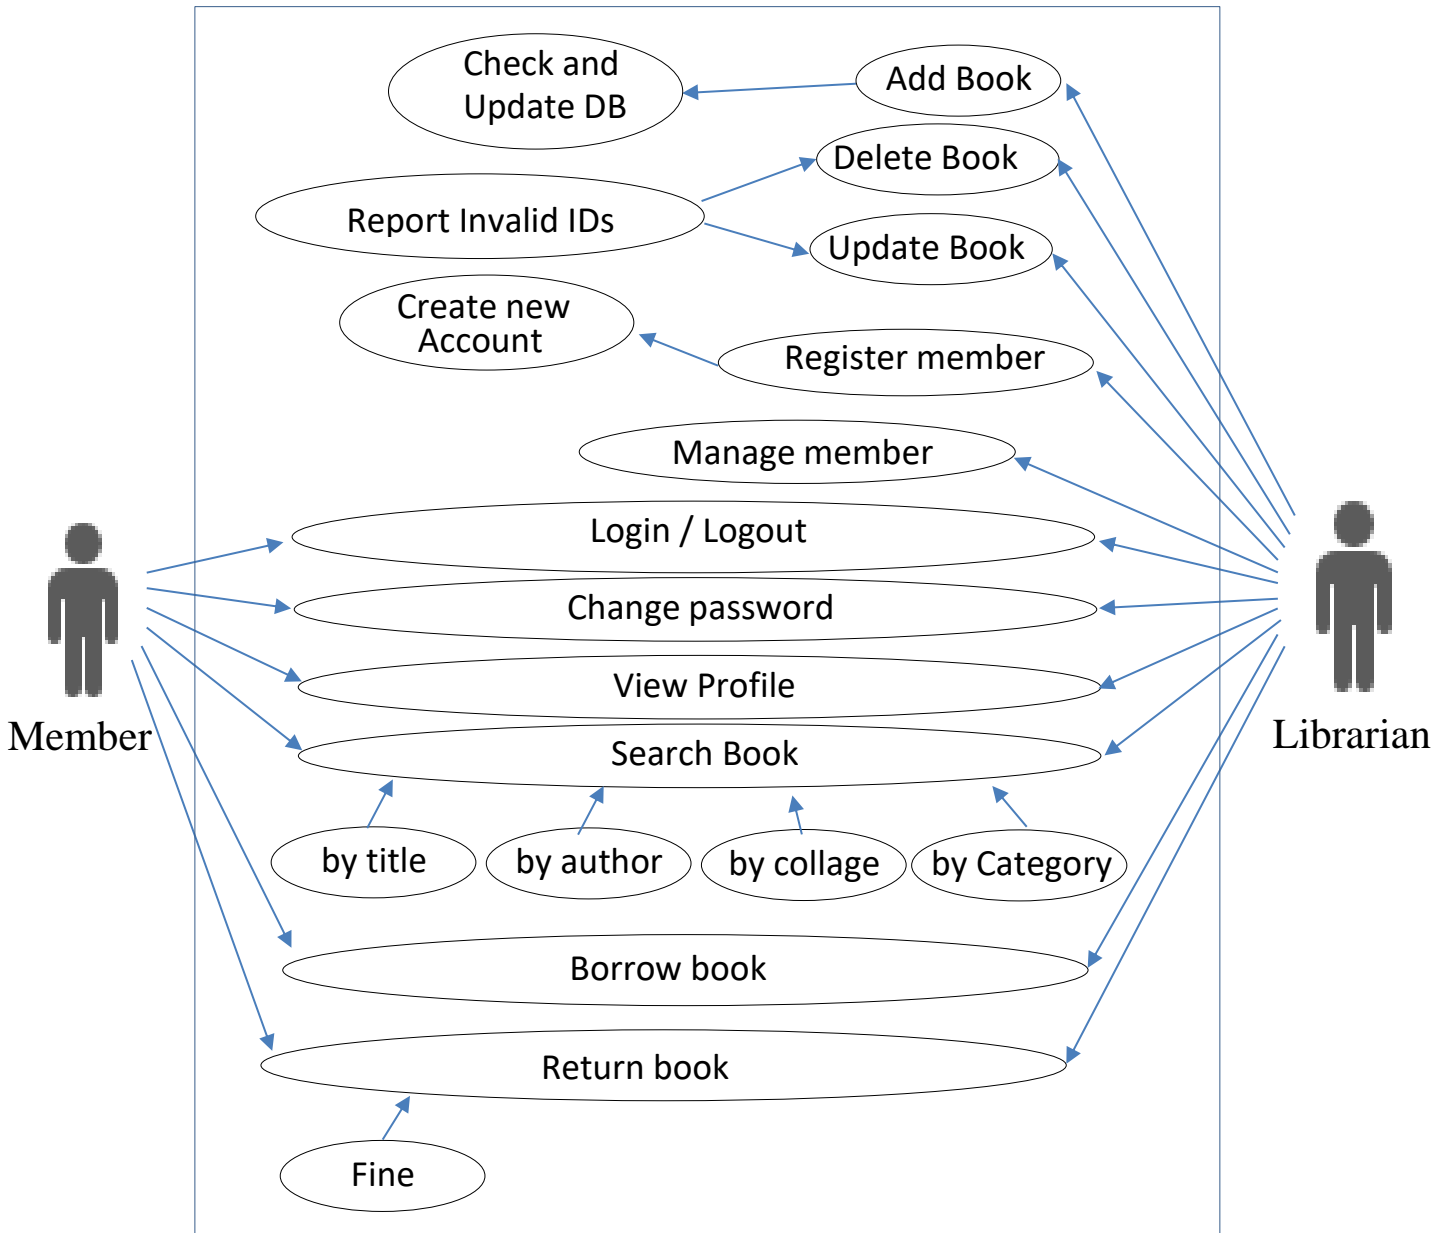 Check and
Update DB
Add Book
Delete Book
Report Invalid IDs
Update Book
Create new
Account
Register member
Manage member
Login / Logout
Change password
View Profile
Member
Librarian
Search Book
by title
by author
by collage
by Category
Borrow book
Return book
Fine